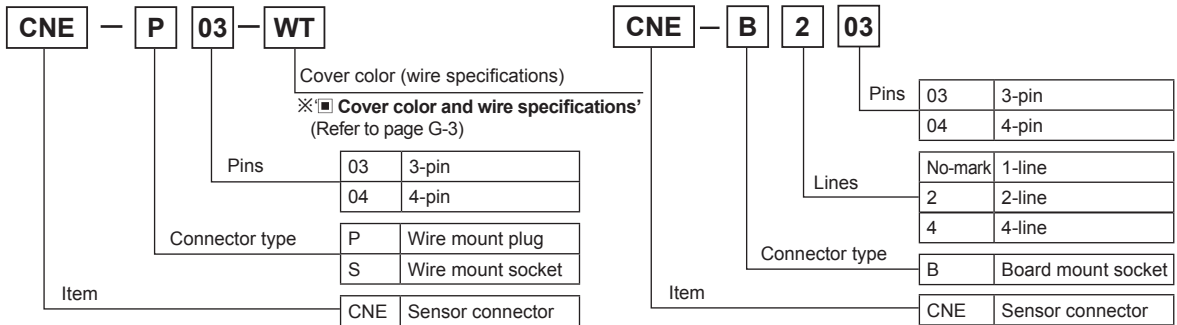 CNE — P 03 — WT
Cover color (wire specifications)
※'▣ Cover color and wire specifications'
(Refer to page G-3)
Pins
03 3-pin
04 4-pin
Connector type
P Wire mount plug
S Wire mount socket
Item
CNE Sensor connector
CNE — B 2 03
Pins
03 3-pin
04 4-pin
Lines
No-mark 1-line
2 2-line
4 4-line
Connector type
B Board mount socket
Item
CNE Sensor connector